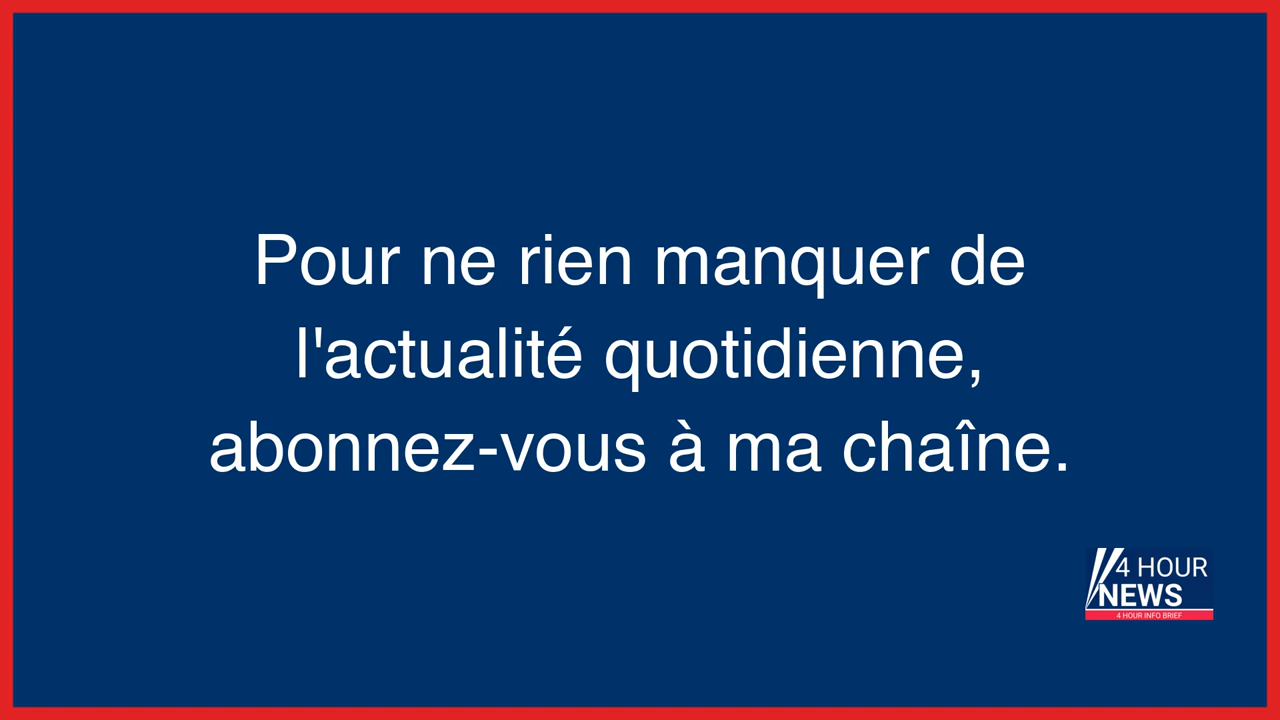 Pour ne rien manquer de
l'actualité quotidienne,
abonnez-vous à ma chaîne.
4 HOUR
NEWS
4 HOUR INFO BRIEF